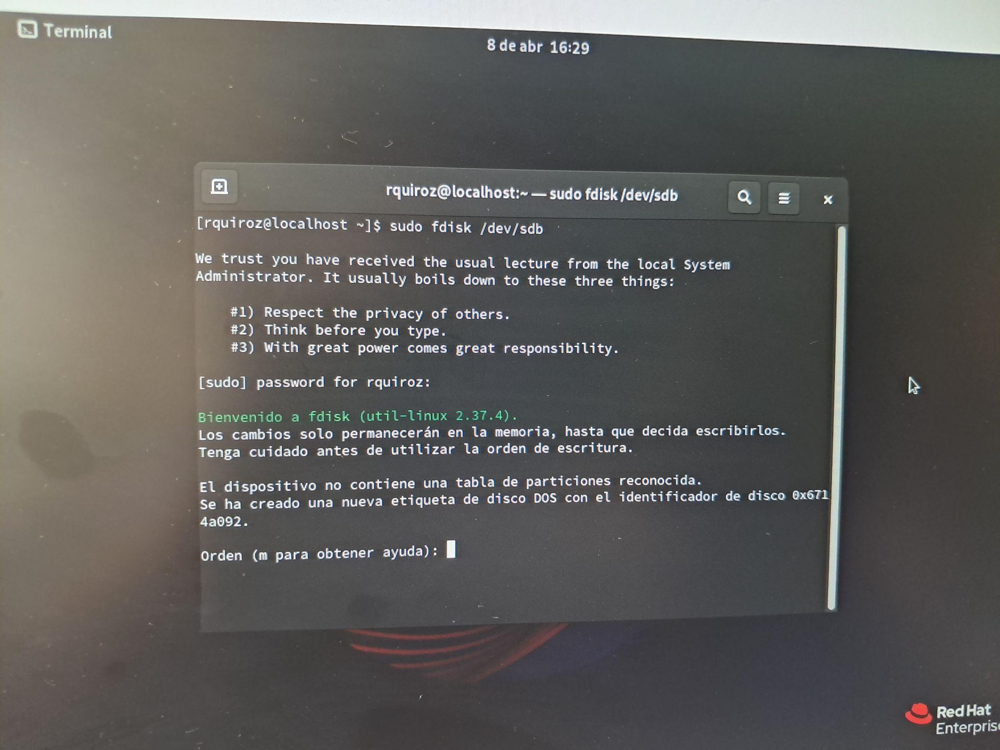 Terminal
8 de abr 16:29
rquiroz@localhost:~ — sudo fdisk /dev/sdb
[rquiroz@localhost ~]$ sudo fdisk /dev/sdb
We trust you have received the usual lecture from the local System
Administrator. It usually boils down to these three things:
#1) Respect the privacy of others.
#2) Think before you type.
#3) With great power comes great responsibility.
[sudo] password for rquiroz:
Bienvenido a fdisk (util-linux 2.37.4).
Los cambios solo permanecerán en la memoria, hasta que decida escribirlos.
Tenga cuidado antes de utilizar la orden de escritura.
El dispositivo no contiene una tabla de particiones reconocida.
Se ha creado una nueva etiqueta de disco DOS con el identificador de disco 0x671
4a092.
Orden (m para obtener ayuda):
Red Hat
Enterprise